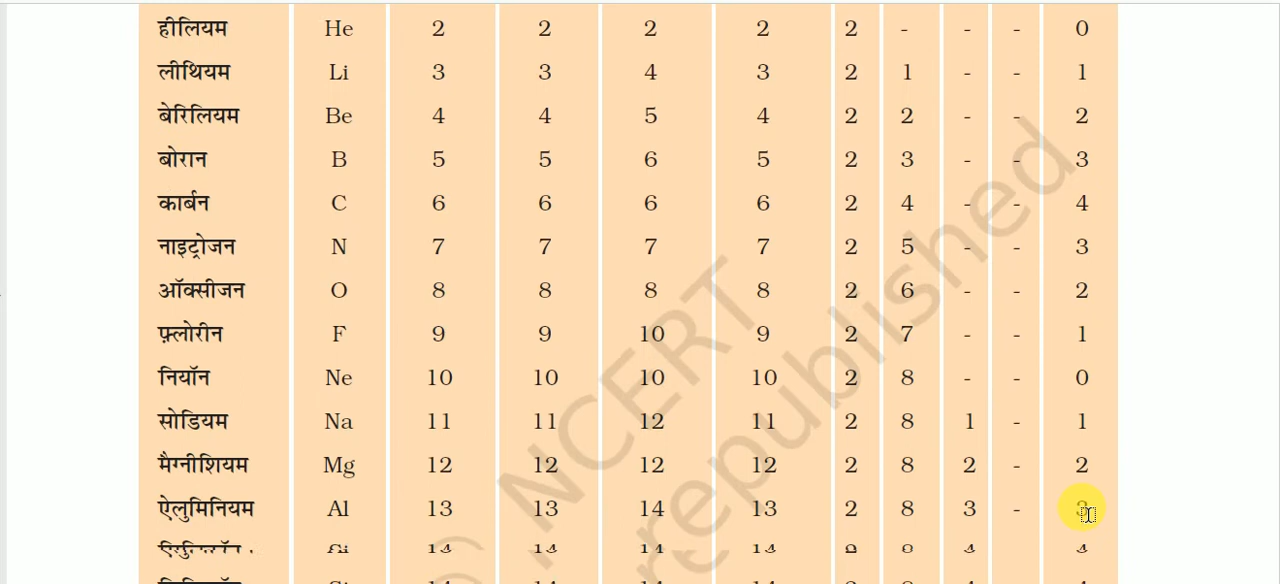 हीलियम He 2 2 2 2 2 - - - 0
लीथियम Li 3 3 4 3 2 1 - - 1
बेरिलियम Be 4 4 5 4 2 2 - - 2
बोरान B 5 5 6 5 2 3 - - 3
कार्बन C 6 6 6 6 2 4 - - 4
नाइट्रोजन N 7 7 7 7 2 5 - - 3
ऑक्सीजन O 8 8 8 8 2 6 - - 2
फ़्लोरीन F 9 9 10 9 2 7 - - 1
नियॉन Ne 10 10 10 10 2 8 - - 0
सोडियम Na 11 11 12 11 2 8 1 - 1
मैग्नीशियम Mg 12 12 12 12 2 8 2 - 2
ऐलुमिनियम Al 13 13 14 13 2 8 3 - 3
© NCERT
republished